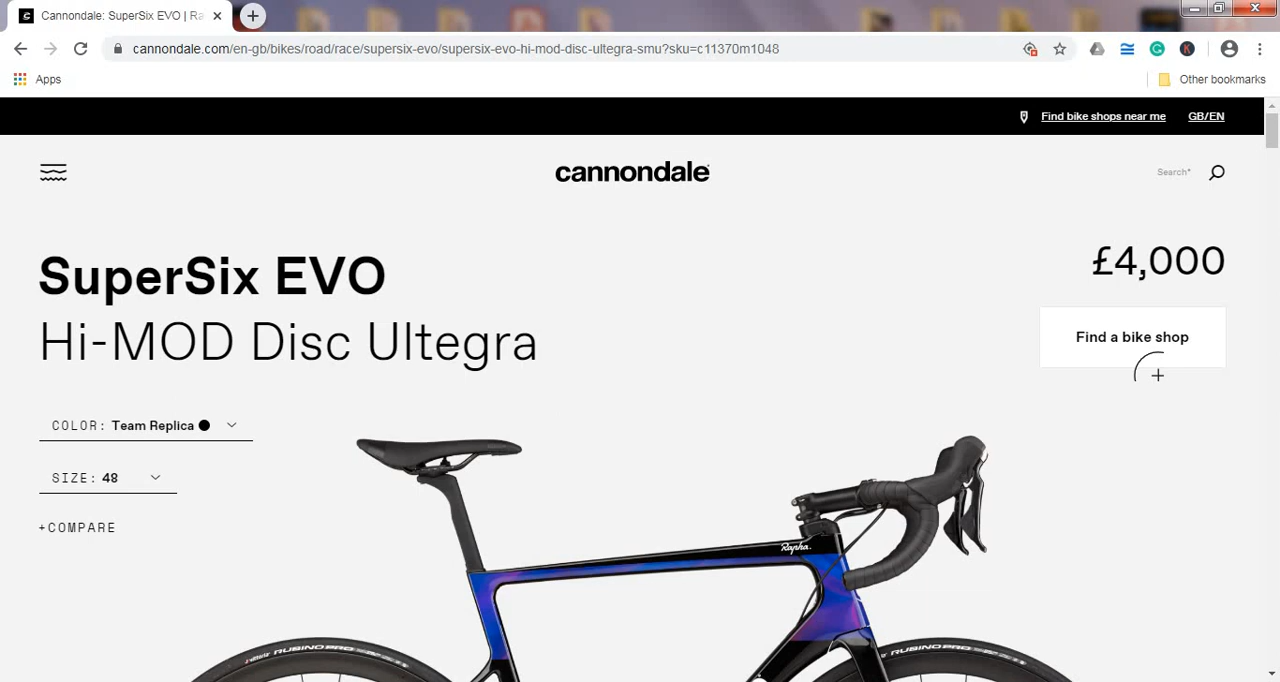 Cannondale: SuperSix EVO | Ra
cannondale.com/en-gb/bikes/road/race/supersix-evo/supersix-evo-hi-mod-disc-ultegra-smu?sku=c11370m1048
Apps
Other bookmarks
Find bike shops near me
GB/EN
cannondale
Search*
SuperSix EVO
£4,000
Hi-MOD Disc Ultegra
Find a bike shop
COLOR: Team Replica
SIZE: 48
+COMPARE
Rapha.
RUBINO PRO
RUBINO PRO